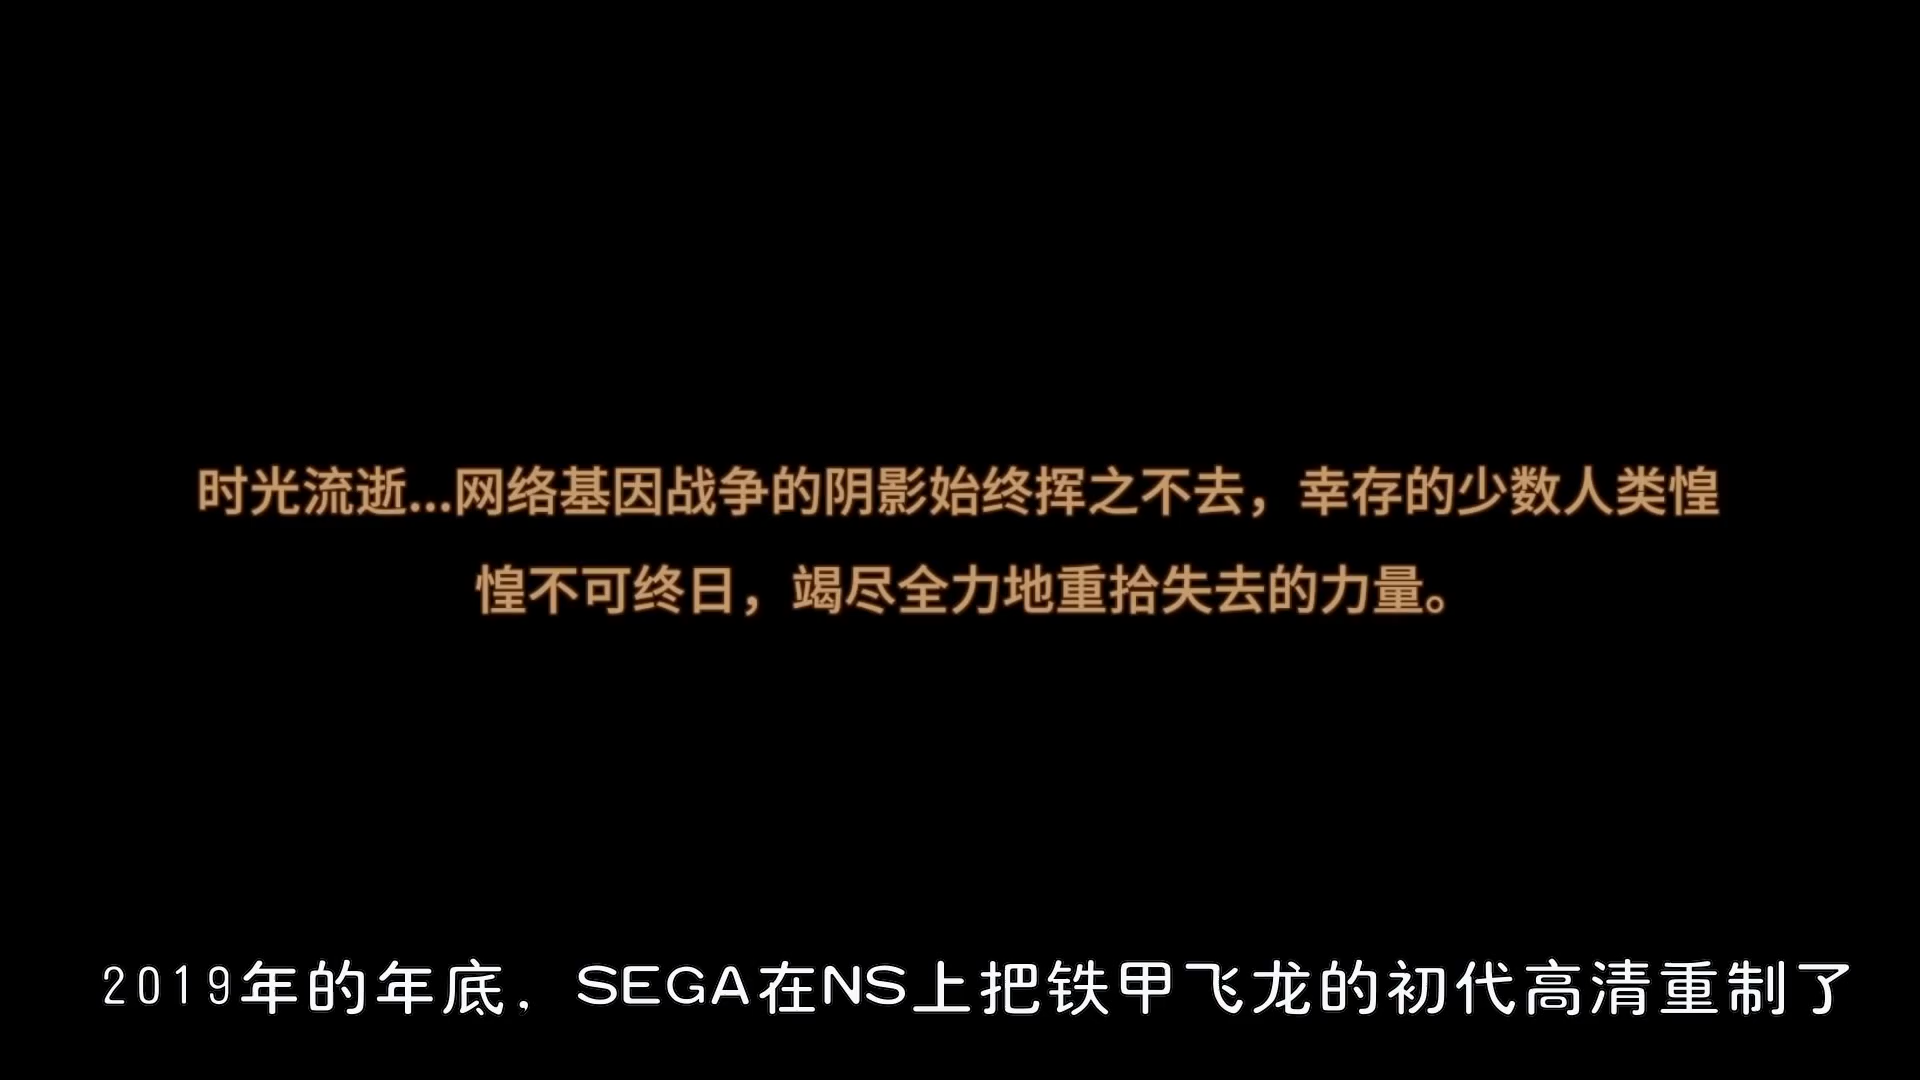 时光流逝...网络基因战争的阴影始终挥之不去，幸存的少数人类惶
惶不可终日，竭尽全力地重拾失去的力量。
2019年的年底，SEGA在NS上把铁甲飞龙的初代高清重制了